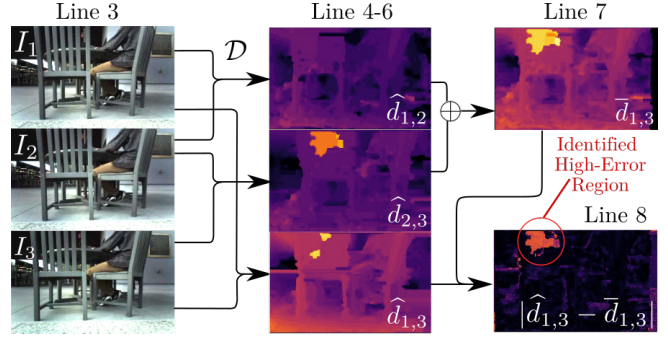 Line 3
Line 4-6
Line 7
I₁
𝒟
d̂₁,₂
⊕
d̄₁,₃
I₂
d̂₂,₃
Identified
High-Error
Region
Line 8
I₃
d̂₁,₃
|d̂₁,₃ − d̄₁,₃|